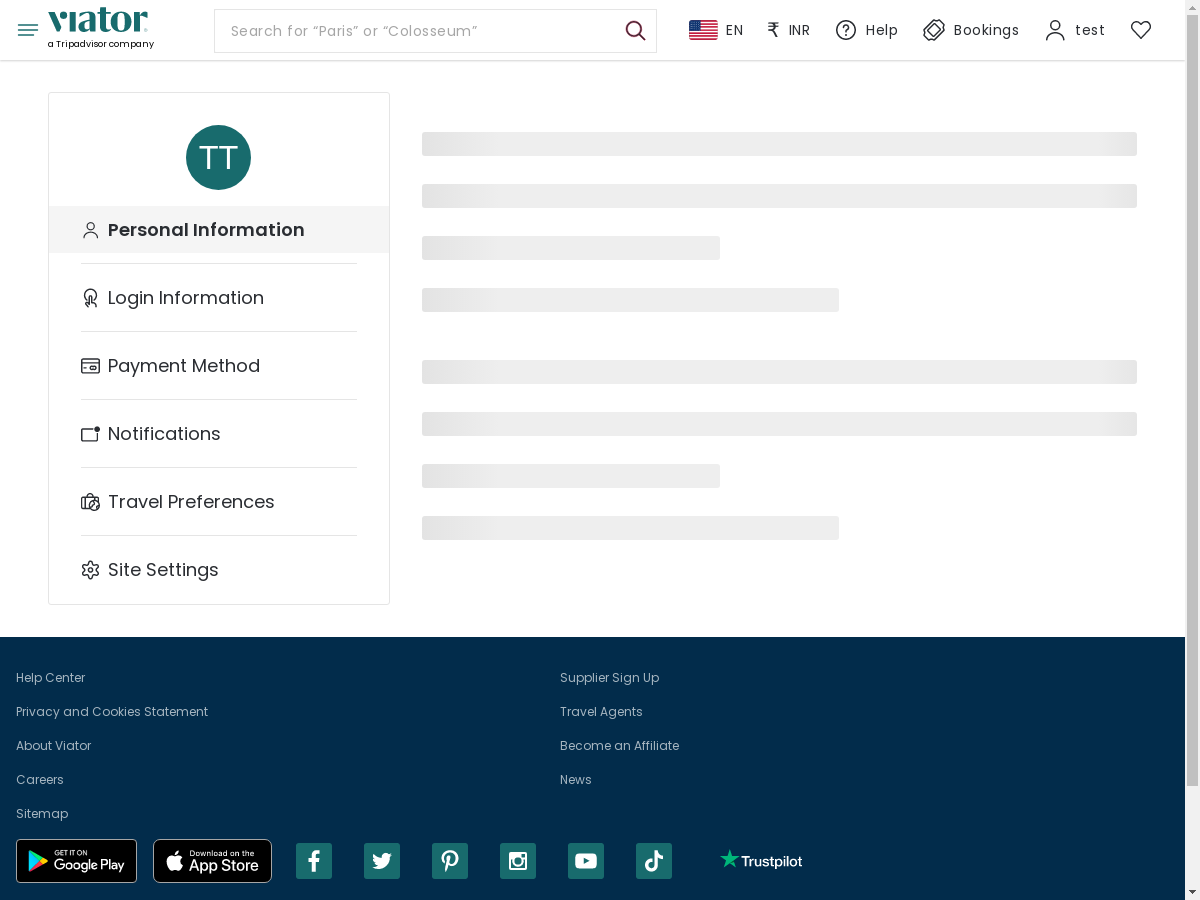 viator
a Tripadvisor company
Search for “Paris” or “Colosseum”
EN
₹ INR
Help
Bookings
test
TT
Personal Information
Login Information
Payment Method
Notifications
Travel Preferences
Site Settings
Help Center
Privacy and Cookies Statement
About Viator
Careers
Sitemap
Supplier Sign Up
Travel Agents
Become an Affiliate
News
GET IT ON
Google Play
Download on the
App Store
Trustpilot